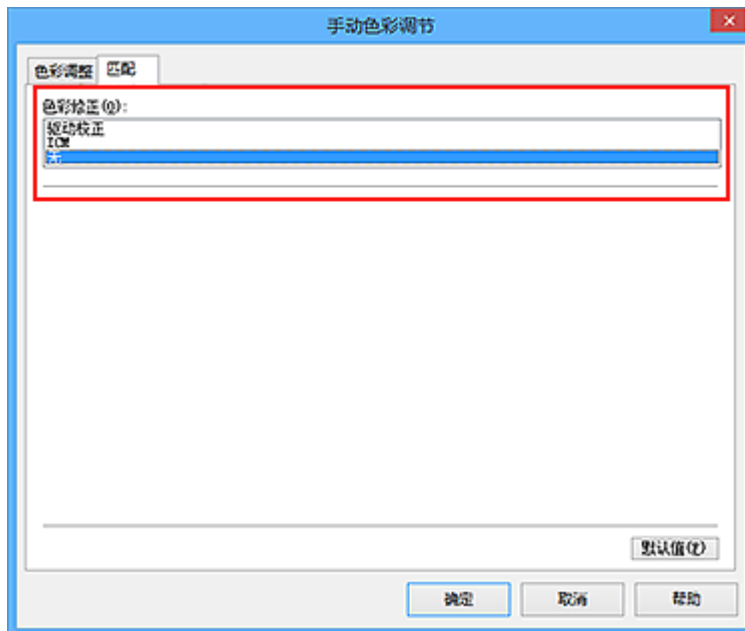 手动色彩调节
色彩调整 匹配
色彩修正(O):
驱动校正
ICM
无
默认值(T)
确定 取消 帮助